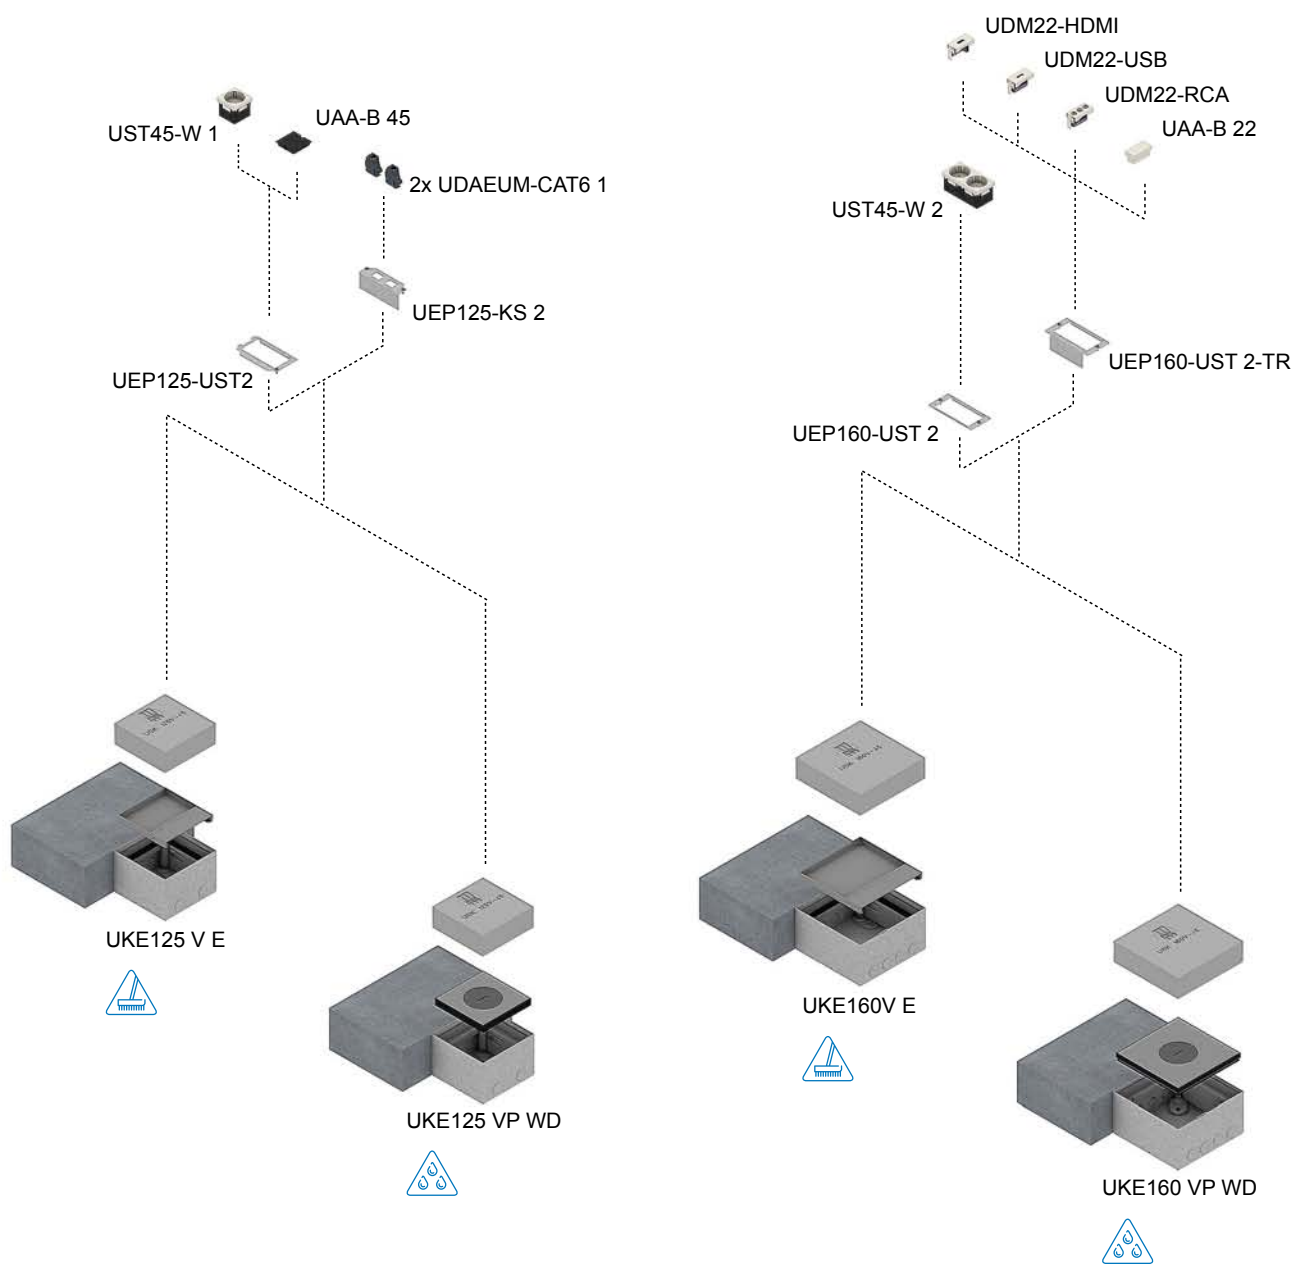 UDM22-HDMI
UDM22-USB
UDM22-RCA
UAA-B 22
UST45-W 1
UAA-B 45
2x UDAEUM-CAT6 1
UST45-W 2
UEP125-KS 2
UEP125-UST2
UEP160-UST 2-TR
UEP160-UST 2
UKE125 V E
UKE160V E
UKE125 VP WD
UKE160 VP WD